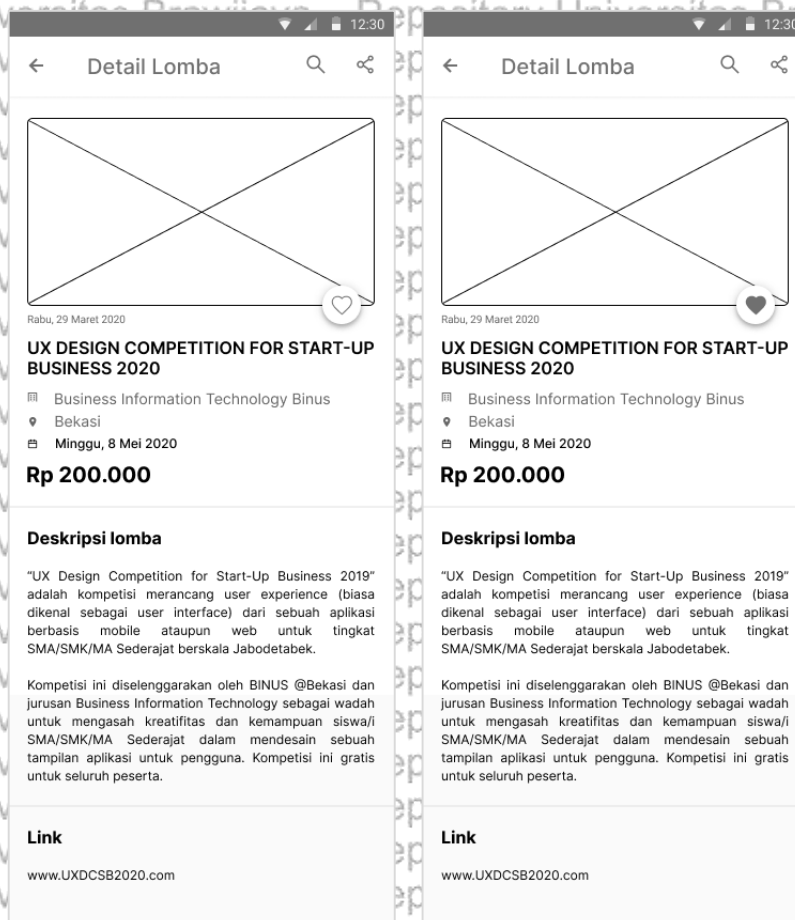 Repository Universitas
12:30
Detail Lomba
Rabu, 29 Maret 2020
UX DESIGN COMPETITION FOR START-UP
BUSINESS 2020
Business Information Technology Binus
Bekasi
Minggu, 8 Mei 2020
Rp 200.000
Deskripsi lomba
“UX Design Competition for Start-Up Business 2019”
adalah kompetisi merancang user experience (biasa
dikenal sebagai user interface) dari sebuah aplikasi
berbasis mobile ataupun web untuk tingkat
SMA/SMK/MA Sederajat berskala Jabodetabek.
Kompetisi ini diselenggarakan oleh BINUS @Bekasi dan
jurusan Business Information Technology sebagai wadah
untuk mengasah kreatifitas dan kemampuan siswa/i
SMA/SMK/MA Sederajat dalam mendesain sebuah
tampilan aplikasi untuk pengguna. Kompetisi ini gratis
untuk seluruh peserta.
Link
www.UXDCSB2020.com
12:30
Detail Lomba
Rabu, 29 Maret 2020
UX DESIGN COMPETITION FOR START-UP
BUSINESS 2020
Business Information Technology Binus
Bekasi
Minggu, 8 Mei 2020
Rp 200.000
Deskripsi lomba
“UX Design Competition for Start-Up Business 2019”
adalah kompetisi merancang user experience (biasa
dikenal sebagai user interface) dari sebuah aplikasi
berbasis mobile ataupun web untuk tingkat
SMA/SMK/MA Sederajat berskala Jabodetabek.
Kompetisi ini diselenggarakan oleh BINUS @Bekasi dan
jurusan Business Information Technology sebagai wadah
untuk mengasah kreatifitas dan kemampuan siswa/i
SMA/SMK/MA Sederajat dalam mendesain sebuah
tampilan aplikasi untuk pengguna. Kompetisi ini gratis
untuk seluruh peserta.
Link
www.UXDCSB2020.com